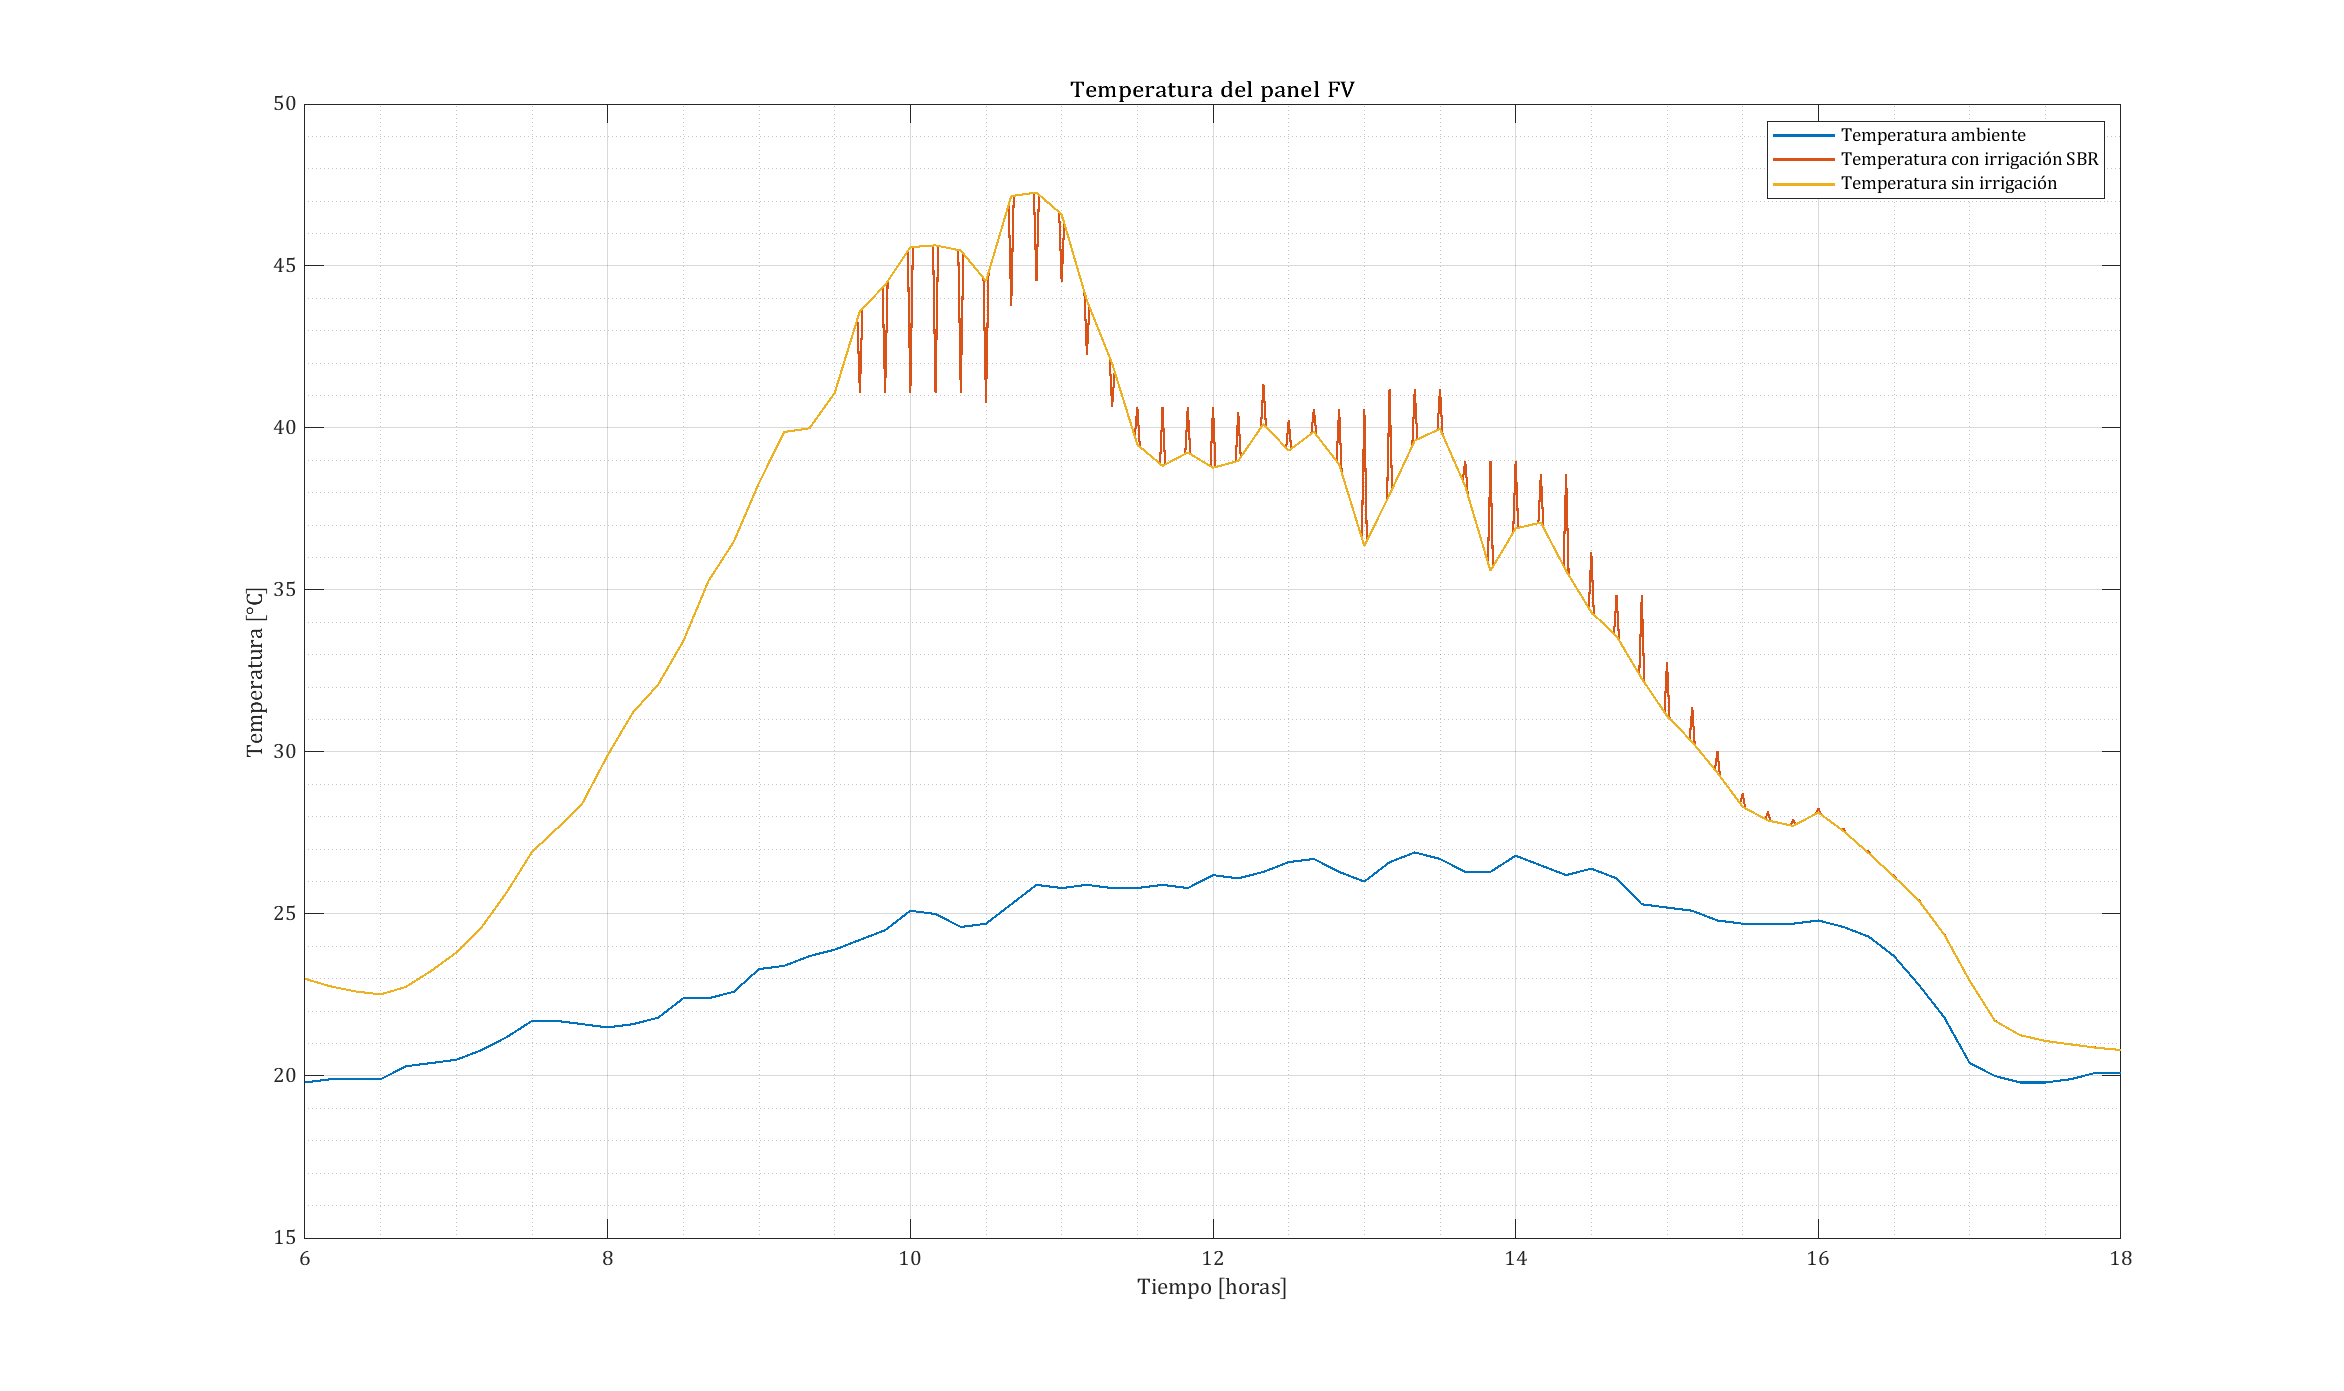 Temperatura del panel FV
Temperatura ambiente
Temperatura con irrigación SBR
Temperatura sin irrigación
50
45
40
35
30
25
20
15
Temperatura [°C]
6 8 10 12 14 16 18
Tiempo [horas]